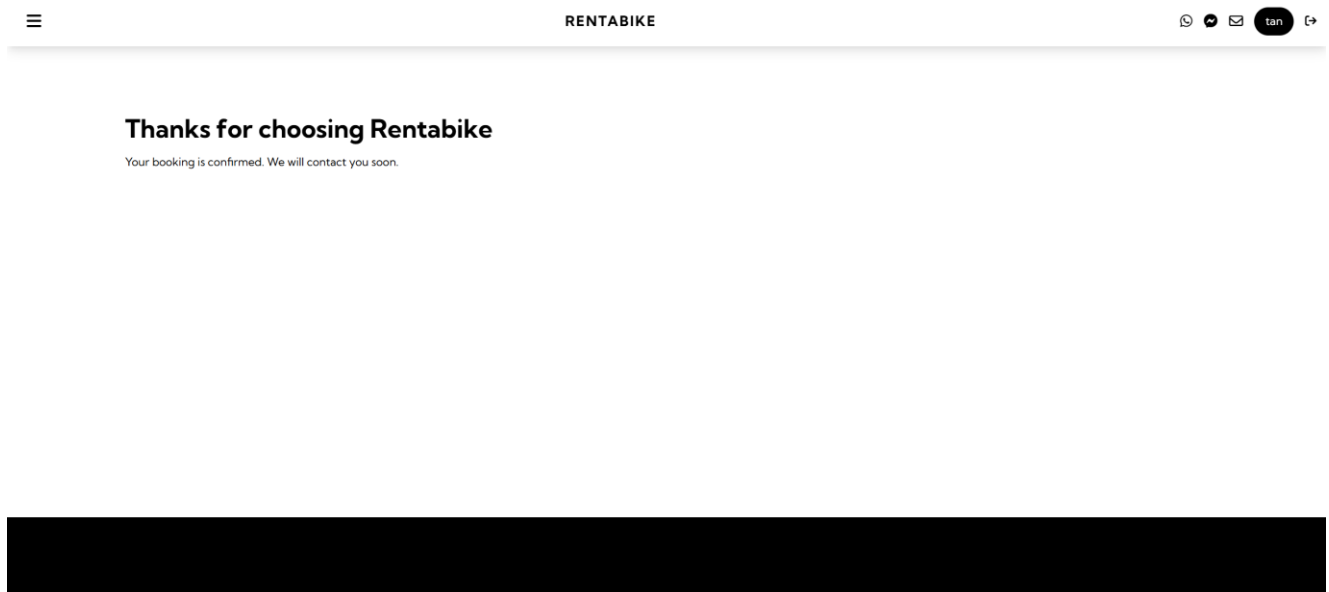 RENTABIKE
tan
Thanks for choosing Rentabike
Your booking is confirmed. We will contact you soon.